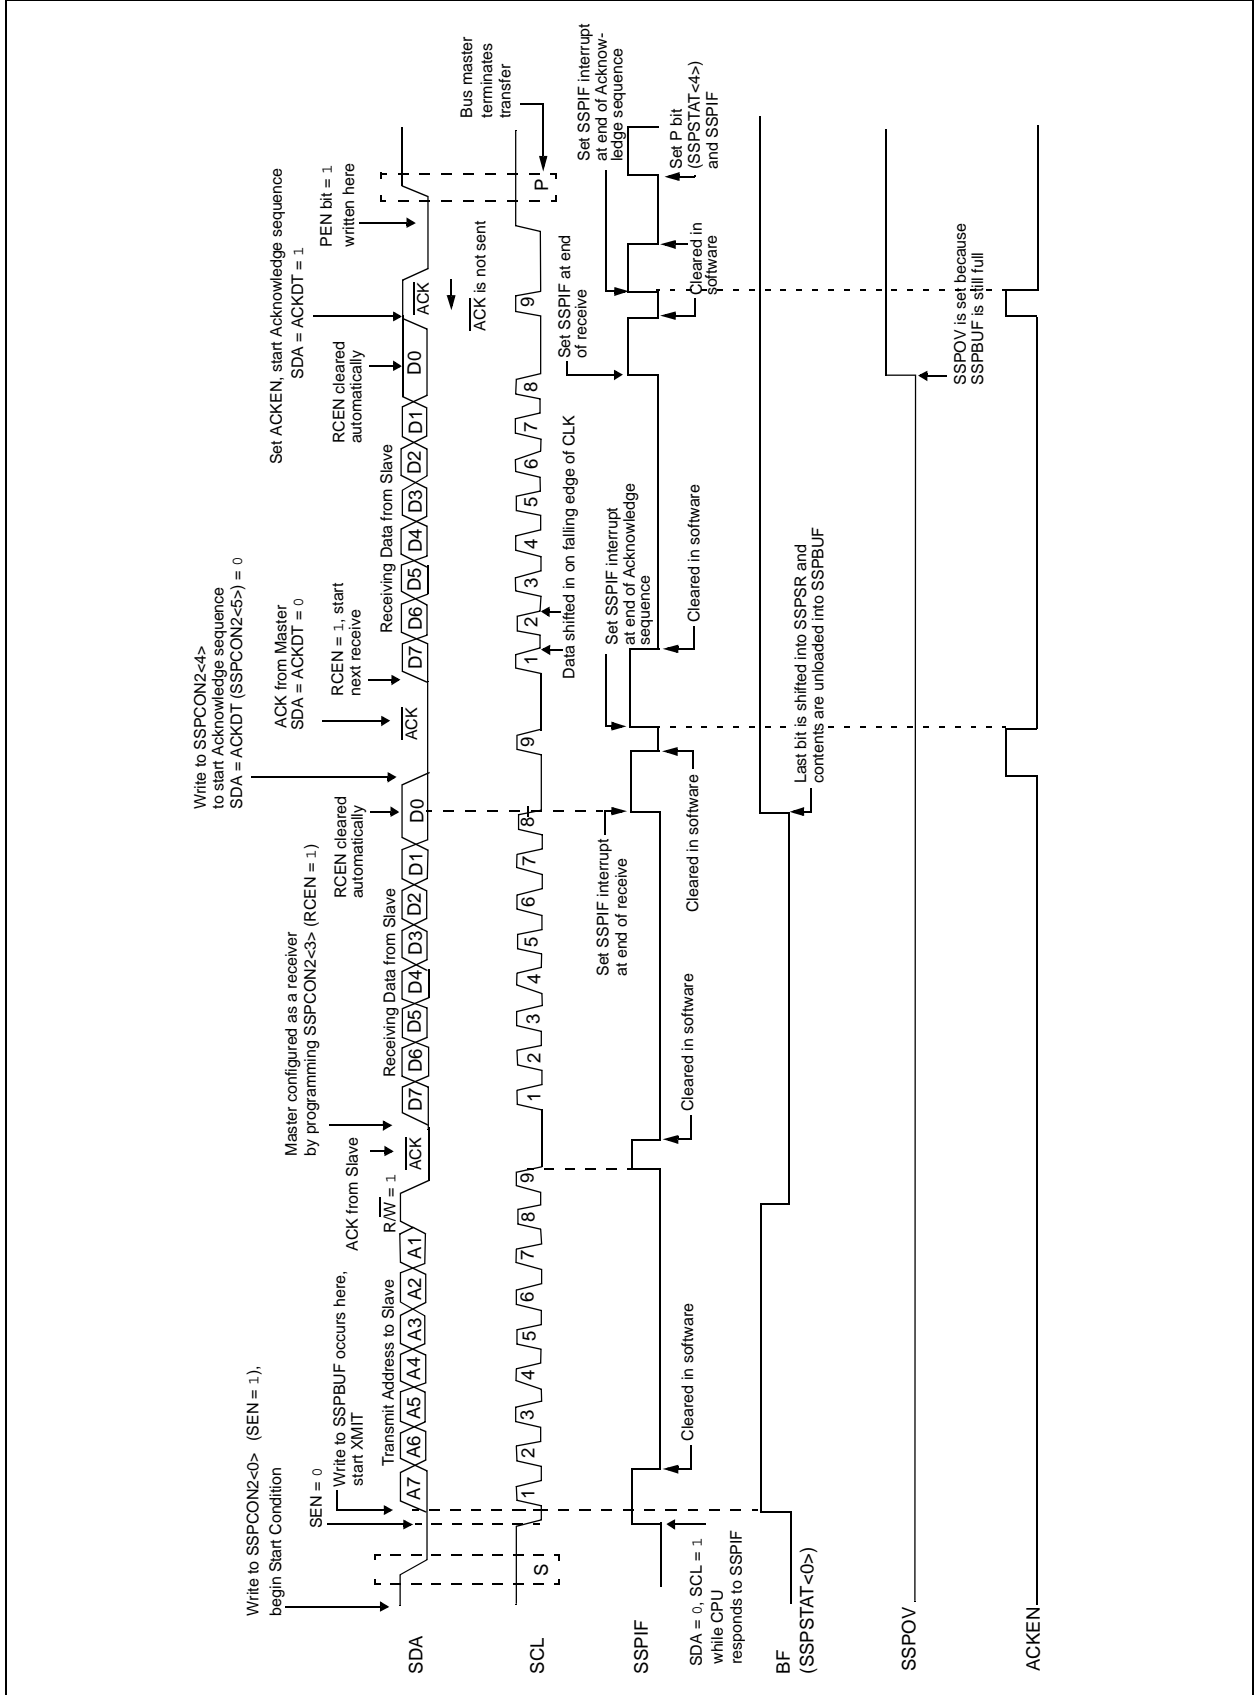 Write to SSPCON2<0> (SEN = 1),
begin Start Condition
SEN = 0
Write to SSPBUF occurs here,
start XMIT
Transmit Address to Slave
R/W = 1
ACK from Slave
Master configured as a receiver
by programming SSPCON2<3> (RCEN = 1)
Receiving Data from Slave
RCEN cleared
automatically
Write to SSPCON2<4>
to start Acknowledge sequence
SDA = ACKDT (SSPCON2<5>) = 0
ACK from Master
SDA = ACKDT = 0
RCEN = 1, start
next receive
Receiving Data from Slave
RCEN cleared
automatically
Set ACKEN, start Acknowledge sequence
SDA = ACKDT = 1
PEN bit = 1
written here
SDA
A7 A6 A5 A4 A3 A2 A1 ACK D7 D6 D5 D4 D3 D2 D1 D0 ACK D7 D6 D5 D4 D3 D2 D1 D0 ACK
ACK is not sent
Bus master
terminates
transfer
SCL
S 1 2 3 4 5 6 7 8 9 1 2 3 4 5 6 7 8 9 1 2 3 4 5 6 7 8 9 P
Data shifted in on falling edge of CLK
Set SSPIF interrupt
at end of receive
Set SSPIF interrupt
at end of Acknowledge
sequence
Set SSPIF at end
of receive
Set SSPIF interrupt
at end of Acknow-
ledge sequence
SSPIF
SDA = 0, SCL = 1
while CPU
responds to SSPIF
Cleared in software
Cleared in software
Cleared in software
Cleared in software
Cleared in
software
Set P bit
(SSPSTAT<4>)
and SSPIF
BF
(SSPSTAT<0>)
Last bit is shifted into SSPSR and
contents are unloaded into SSPBUF
SSPOV
SSPOV is set because
SSPBUF is still full
ACKEN